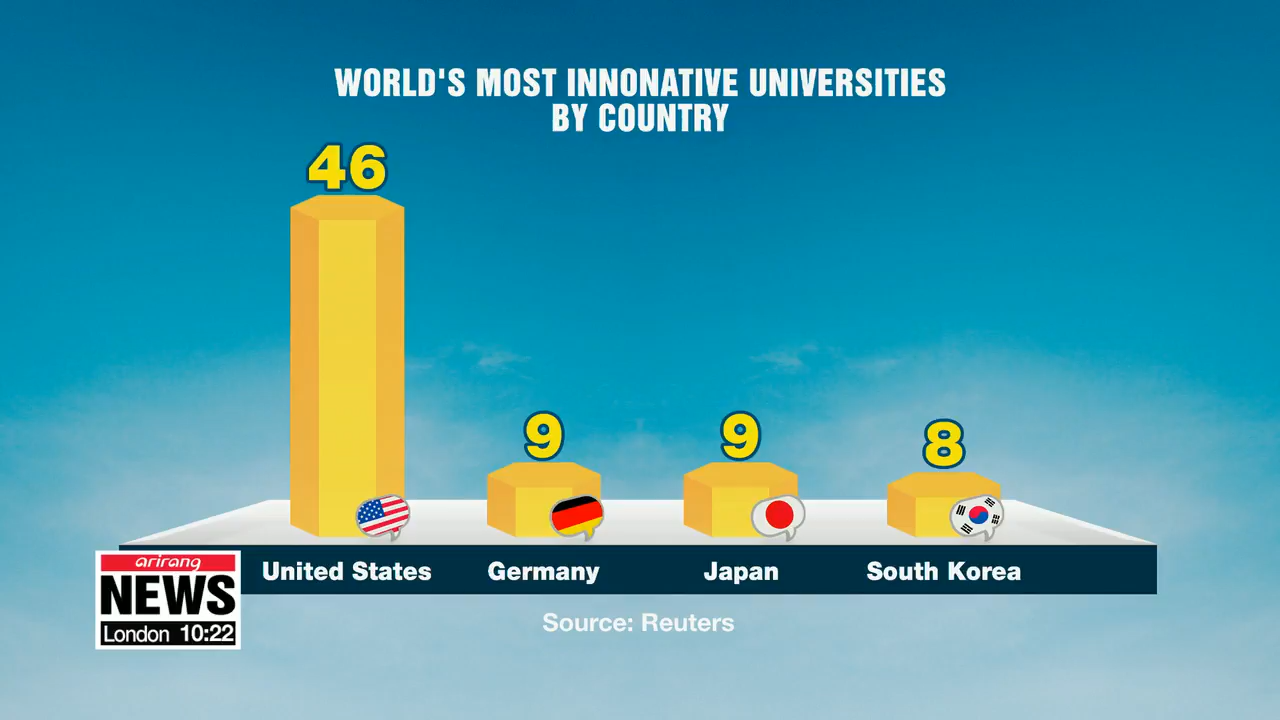 WORLD'S MOST INNONATIVE UNIVERSITIES
BY COUNTRY
46
9
9
8
United States
Germany
Japan
South Korea
arirang
NEWS
London 10:22
Source: Reuters